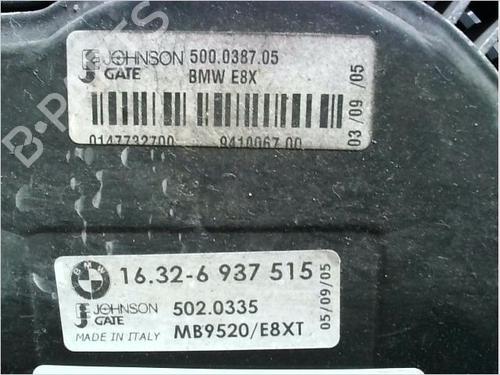 JOHNSON 500.0387.05
GATE BMW E8X
0147732700 9410067.00
03 /09 /05
BMW
16.32-6 937 515
JOHNSON 502.0335
GATE
MADE IN ITALY MB9520/E8XT
05/09/05
B-PARTS